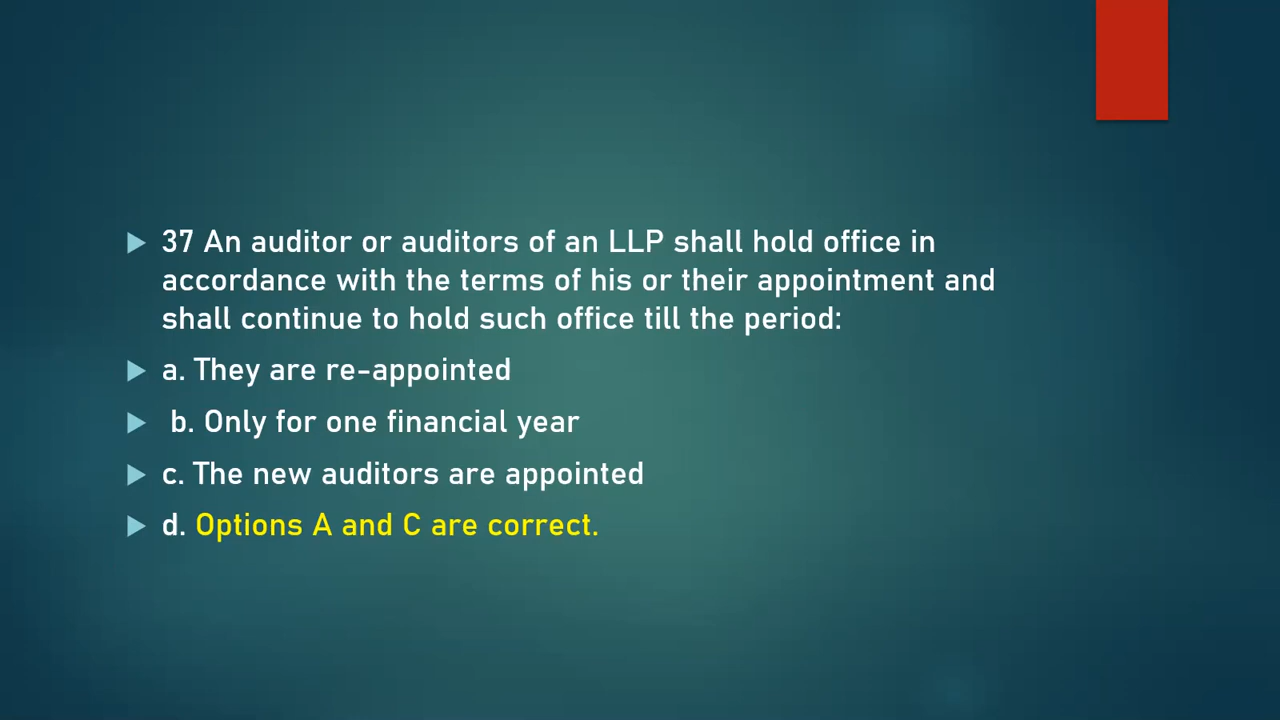 37 An auditor or auditors of an LLP shall hold office in
accordance with the terms of his or their appointment and
shall continue to hold such office till the period:
a. They are re-appointed
b. Only for one financial year
c. The new auditors are appointed
d. Options A and C are correct.